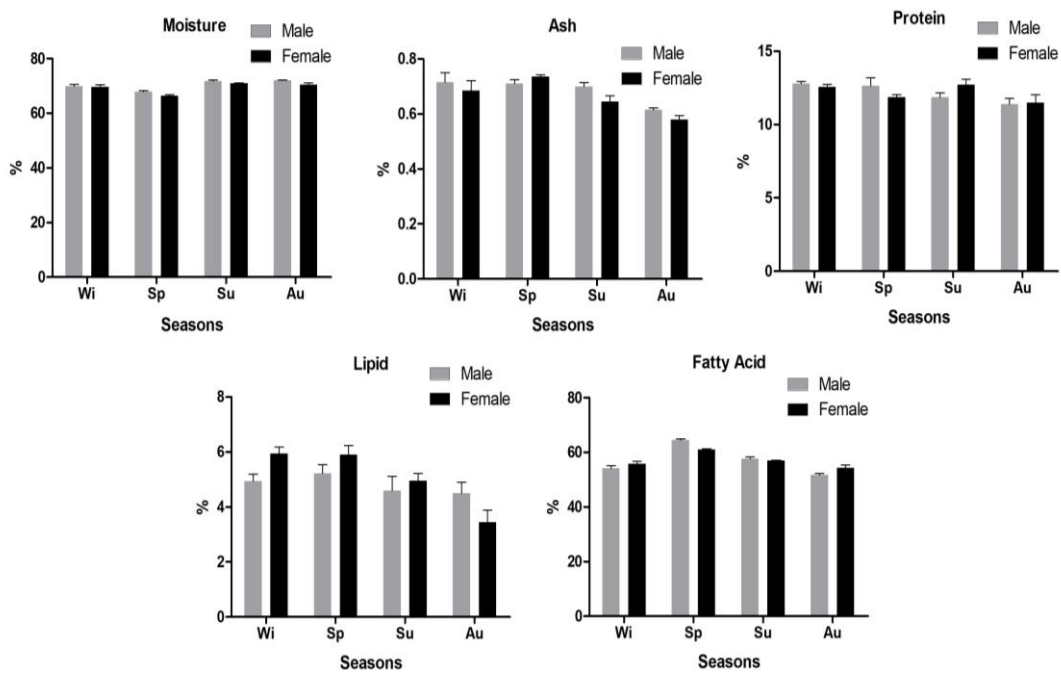 Moisture
Male
Female
80
60
40
20
0
%
Wi Sp Su Au
Seasons
Ash
Male
Female
0.8
0.6
0.4
0.2
0.0
%
Wi Sp Su Au
Seasons
Protein
Male
Female
15
10
5
0
%
Wi Sp Su Au
Seasons
Lipid
Male
Female
8
6
4
2
0
%
Wi Sp Su Au
Seasons
Fatty Acid
Male
Female
80
60
40
20
0
%
Wi Sp Su Au
Seasons